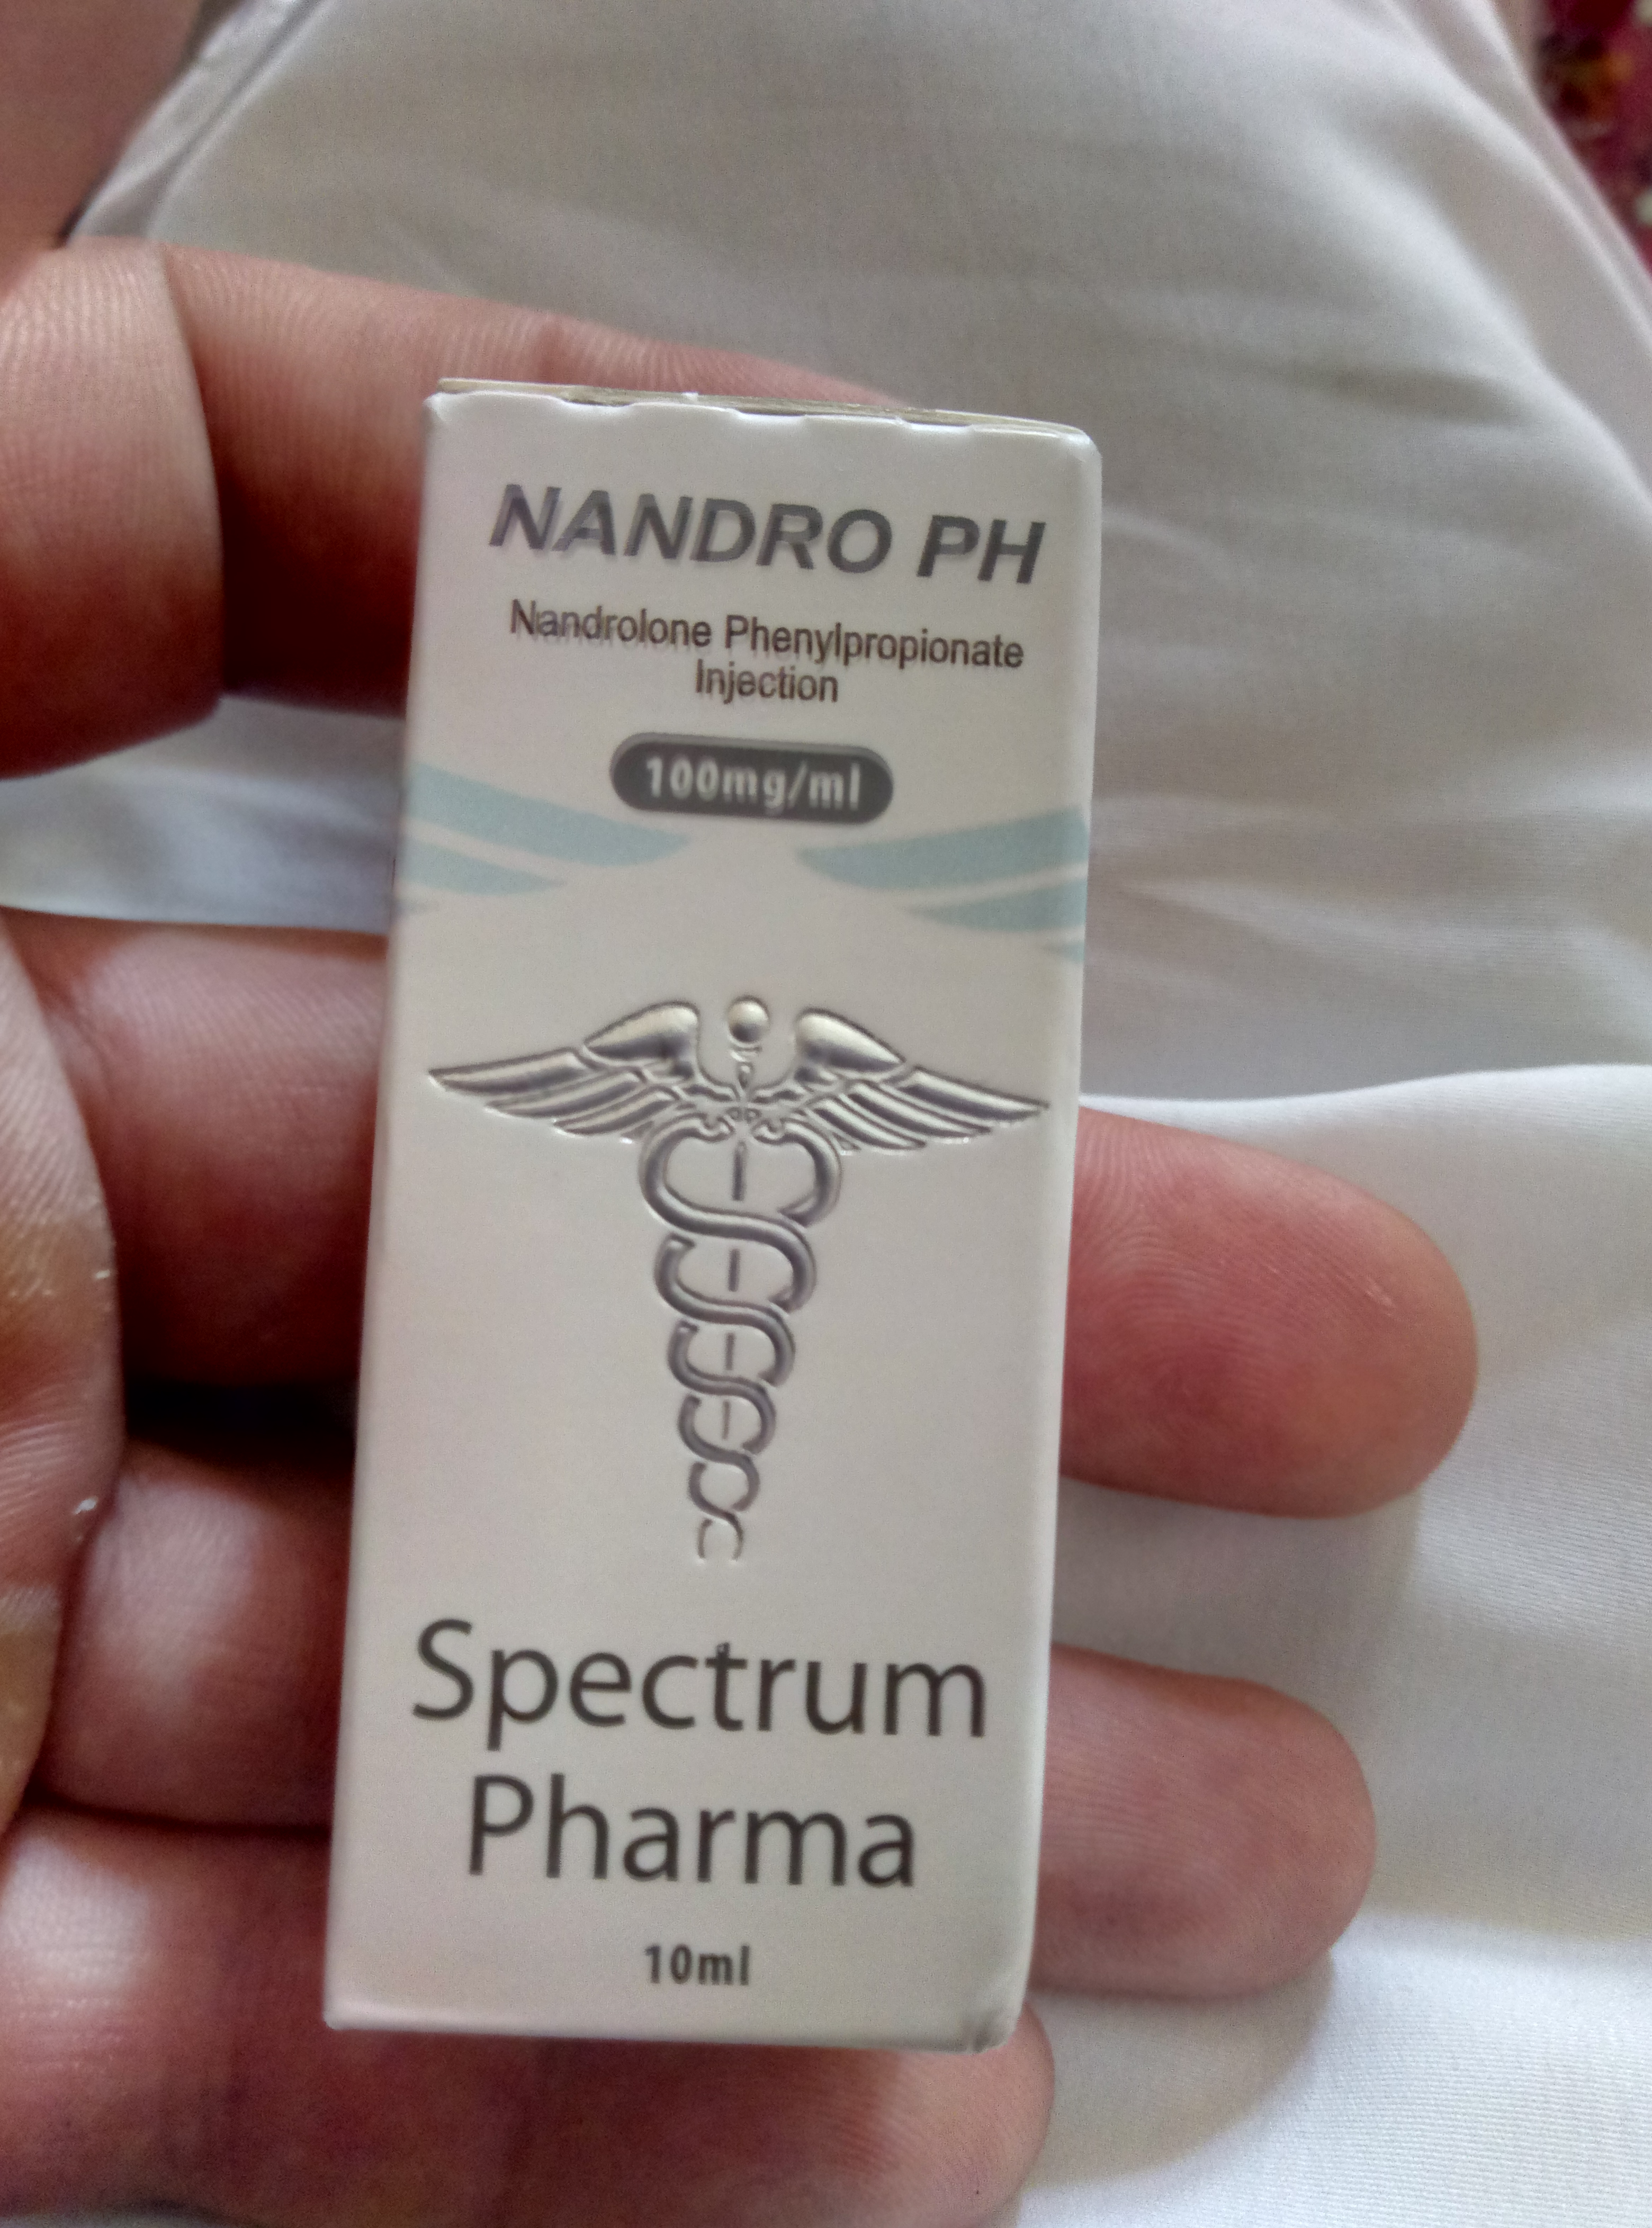 NANDRO PH
Nandrolone Phenylpropionate
Injection
100mg/ml
Spectrum
Pharma
10ml